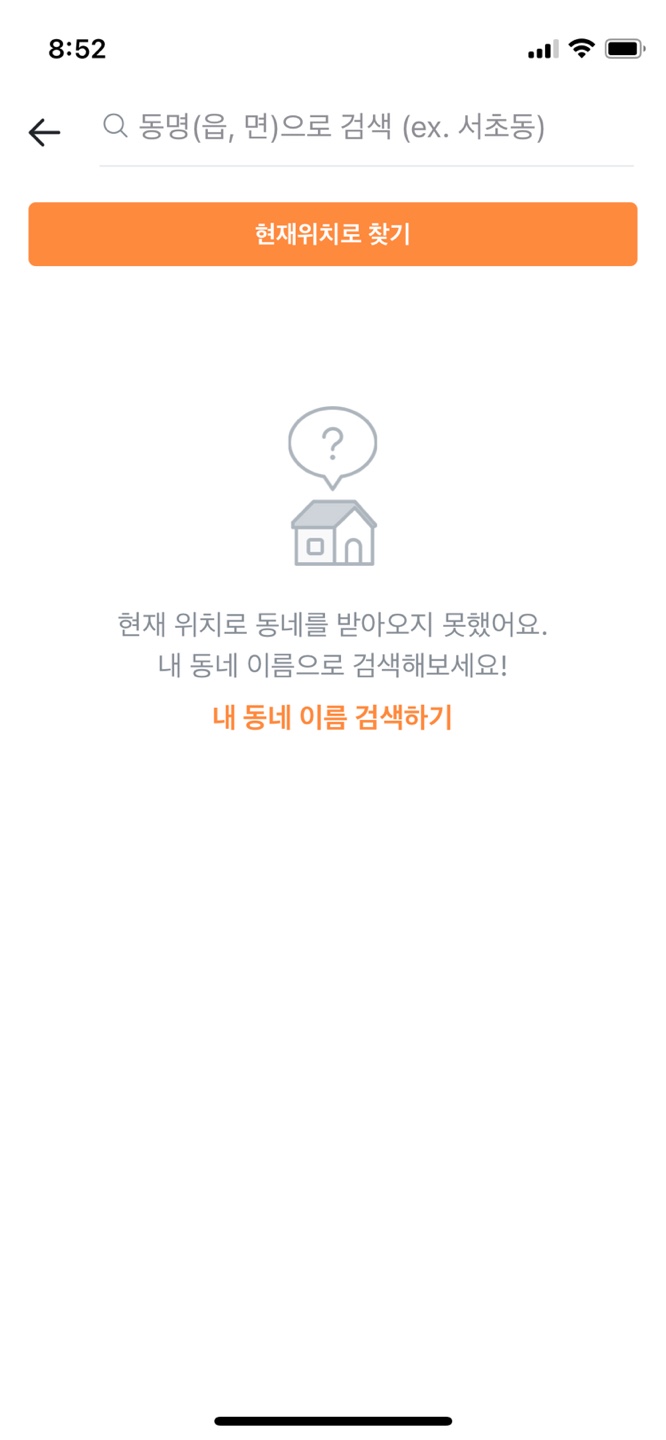 8:52
동명(읍, 면)으로 검색 (ex. 서초동)
현재위치로 찾기
?
현재 위치로 동네를 받아오지 못했어요.
내 동네 이름으로 검색해보세요!
내 동네 이름 검색하기